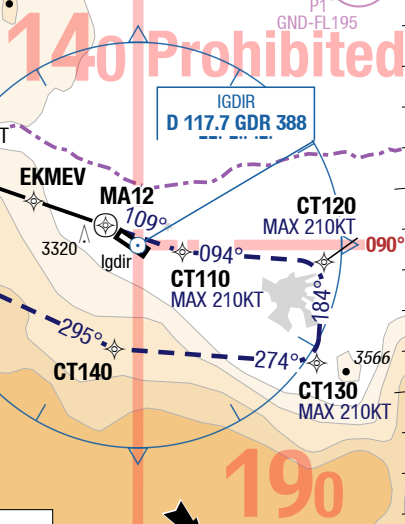 P1
GND-FL195
140 Prohibited
IGDIR
D 117.7 GDR 388
T
EKMEV
MA12
109°
3320
Igdir
CT120
MAX 210KT
090°
094°
CT110
MAX 210KT
184°
295°
274°
3566
CT140
CT130
MAX 210KT
190